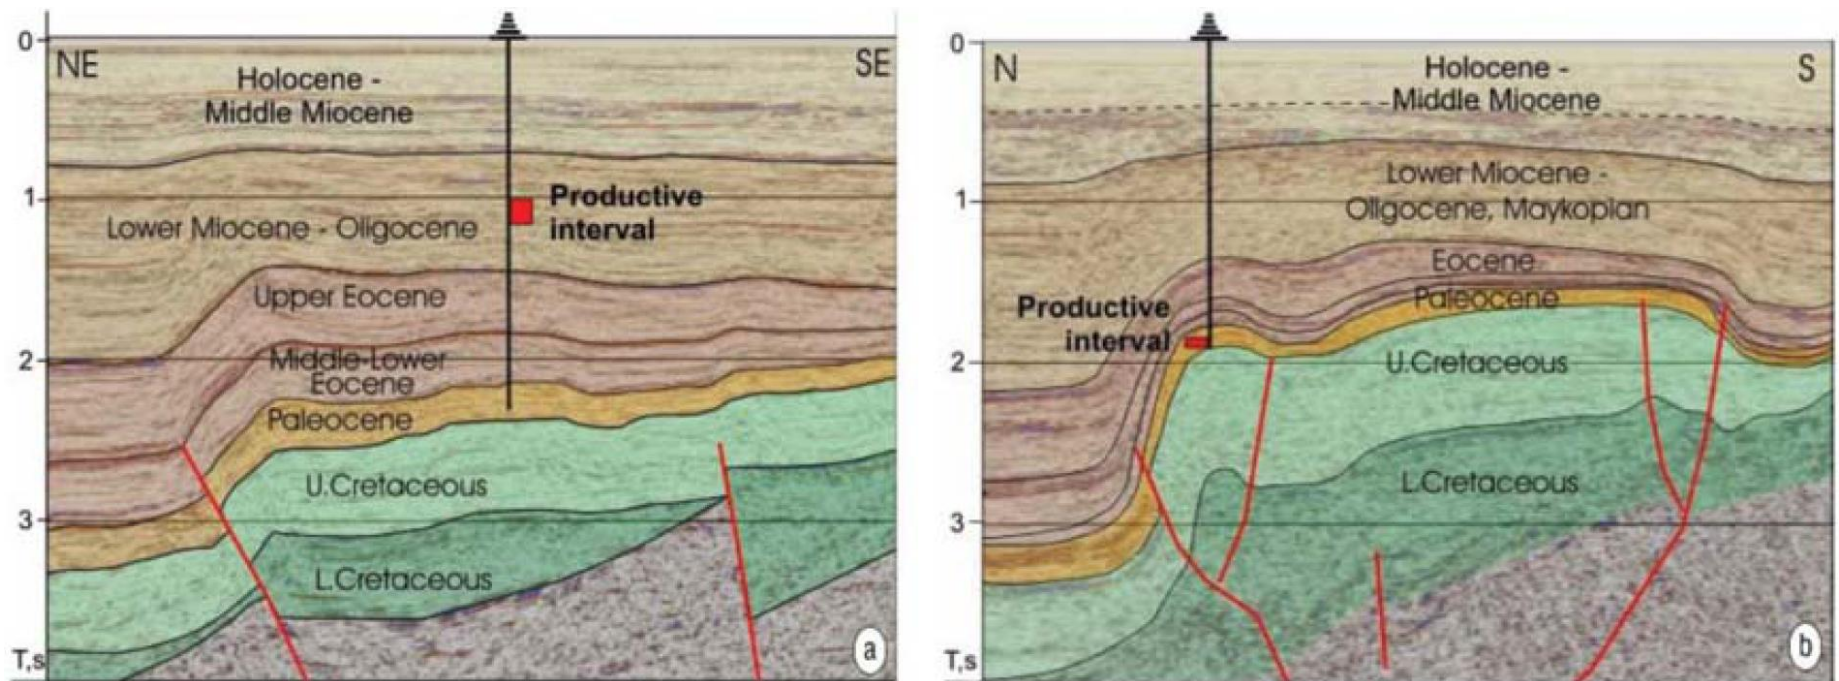 0
NE
SE
Holocene -
Middle Miocene
1
Productive
interval
Lower Miocene - Oligocene
Upper Eocene
2
Middle-Lower
Eocene
Paleocene
U.Cretaceous
3
L.Cretaceous
T,s
a
0
N
S
Holocene -
Middle Miocene
1
Lower Miocene -
Oligocene, Maykopian
Eocene
Paleocene
Productive
interval
2
U.Cretaceous
L.Cretaceous
3
T,s
b